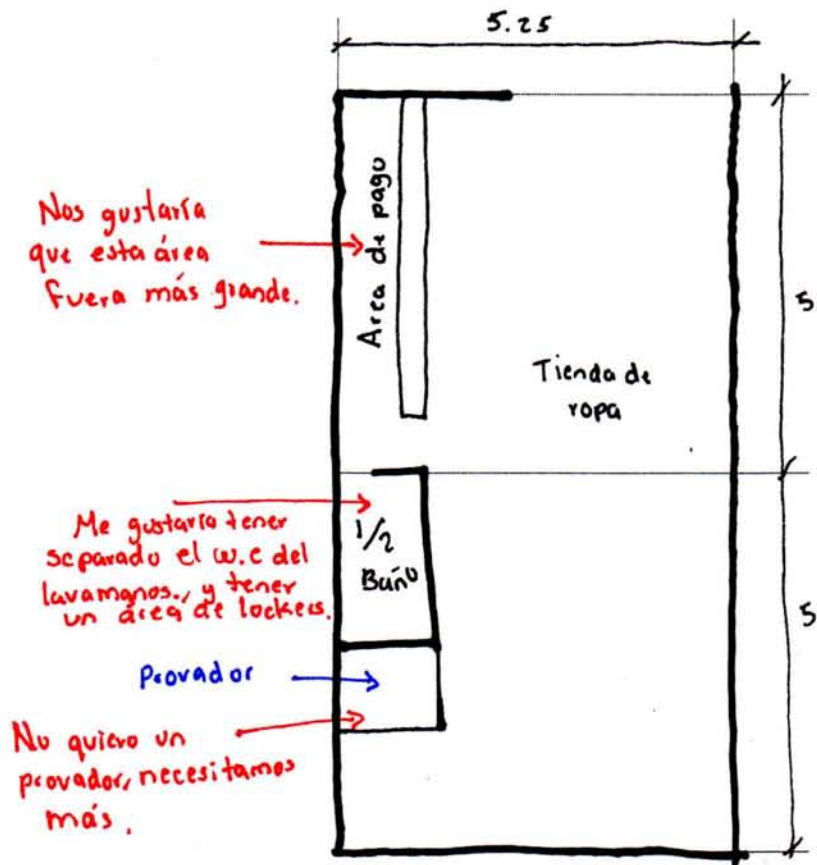 5.25
Nos gustaría
que esta área
fuera más grande.
Area de pago
5
Tienda de
ropa
Me gustaría tener
separado el w.c del
lavamanos., y tener
un área de lockers.
1/2
Baño
5
Provador
No quiero un
provador, necesitamos
más.